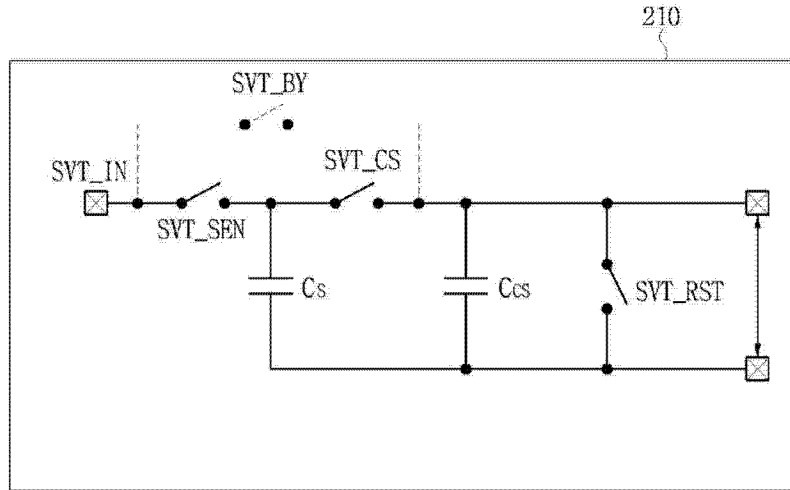 210
SVT_BY
SVT_CS
SVT_IN
SVT_SEN
Cs
Ccs
SVT_RST